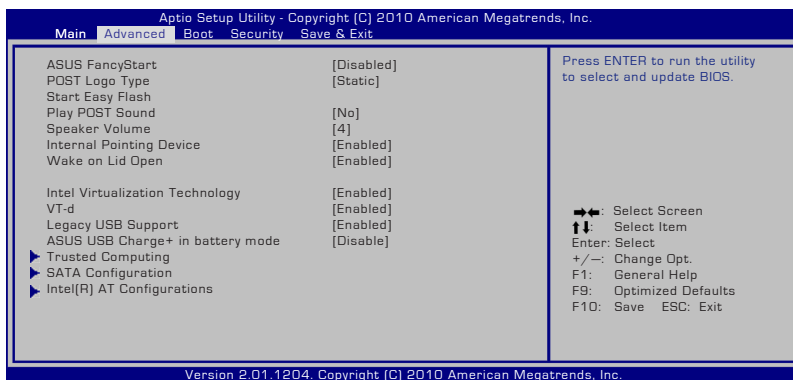 Aptio Setup Utility - Copyright (C) 2010 American Megatrends, Inc.
Main Advanced Boot Security Save & Exit
ASUS FancyStart [Disabled]
POST Logo Type [Static]
Start Easy Flash
Play POST Sound [No]
Speaker Volume [4]
Internal Pointing Device [Enabled]
Wake on Lid Open [Enabled]
Intel Virtualization Technology [Enabled]
VT-d [Enabled]
Legacy USB Support [Enabled]
ASUS USB Charge+ in battery mode [Disable]
Trusted Computing
SATA Configuration
Intel(R) AT Configurations
Press ENTER to run the utility
to select and update BIOS.
→←: Select Screen
↑↓: Select Item
Enter: Select
+/—: Change Opt.
F1: General Help
F9: Optimized Defaults
F10: Save ESC: Exit
Version 2.01.1204. Copyright (C) 2010 American Megatrends, Inc.